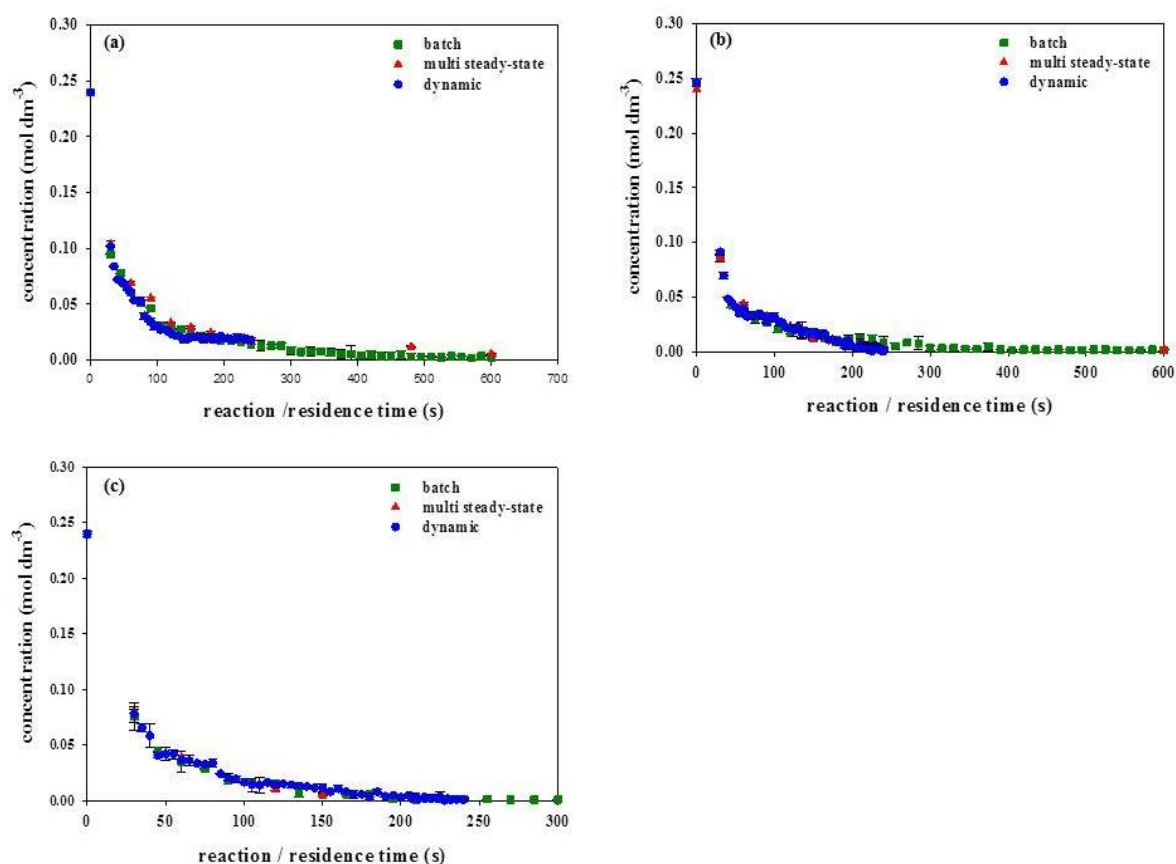 (a)
batch
multi steady-state
dynamic
concentration (mol dm-3)
0.30
0.25
0.20
0.15
0.10
0.05
0.00
0 100 200 300 400 500 600 700
reaction /residence time (s)
(b)
batch
multi steady-state
dynamic
concentration (mol dm-3)
0.30
0.25
0.20
0.15
0.10
0.05
0.00
0 100 200 300 400 500 600
reaction / residence time (s)
(c)
batch
multi steady-state
dynamic
concentration (mol dm-3)
0.30
0.25
0.20
0.15
0.10
0.05
0.00
0 50 100 150 200 250 300
reaction / residence time (s)